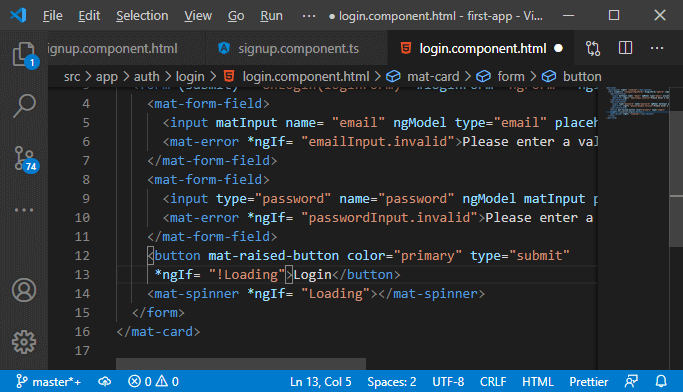 File Edit Selection View Go Run ··· login.component.html - first-app - Vi...
signup.component.html signup.component.ts login.component.html
src > app > auth > login > login.component.html > mat-card > form > button
4 <mat-form-field>
5 <input matInput name= "email" ngModel type="email" placeh
6 <mat-error *ngIf= "emailInput.invalid">Please enter a val
7 </mat-form-field>
8 <mat-form-field>
9 <input type="password" name="password" ngModel matInput p
10 <mat-error *ngIf= "passwordInput.invalid">Please enter a
11 </mat-form-field>
12 <button mat-raised-button color="primary" type="submit"
13 *ngIf= "!Loading">Login</button>
14 <mat-spinner *ngIf= "Loading"></mat-spinner>
15 </form>
16 </mat-card>
17
1
74
master*+ 0 0 Ln 13, Col 5 Spaces: 2 UTF-8 CRLF HTML Prettier